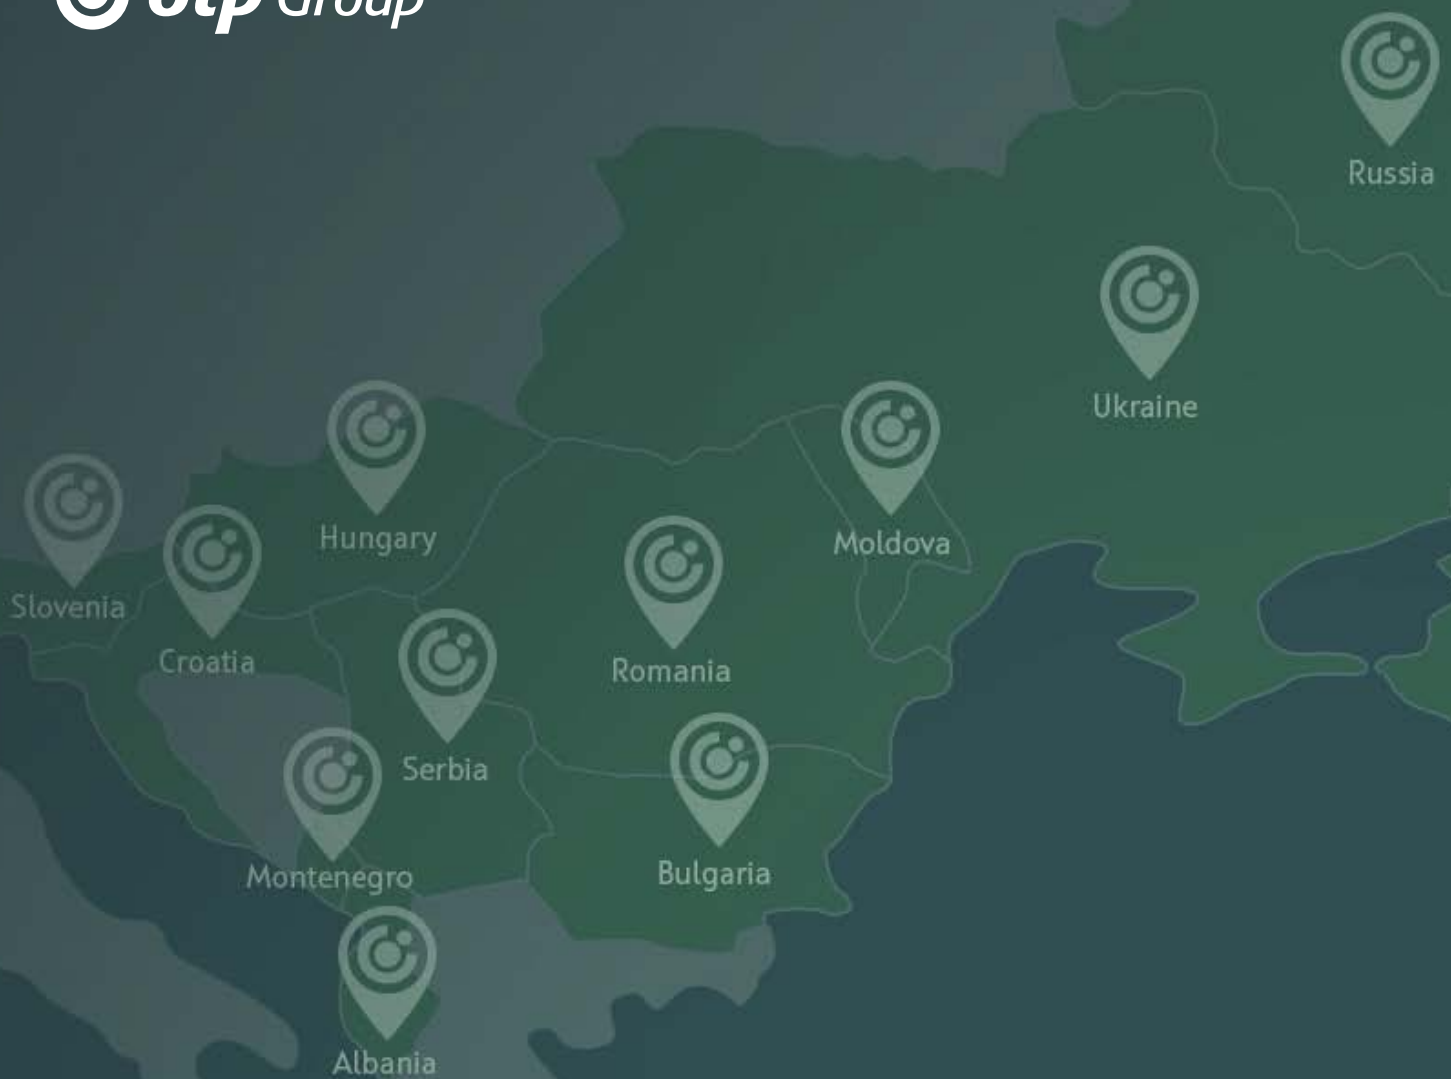 otp Group
Russia
Ukraine
Hungary
Moldova
Slovenia
Croatia
Romania
Serbia
Bulgaria
Montenegro
Albania